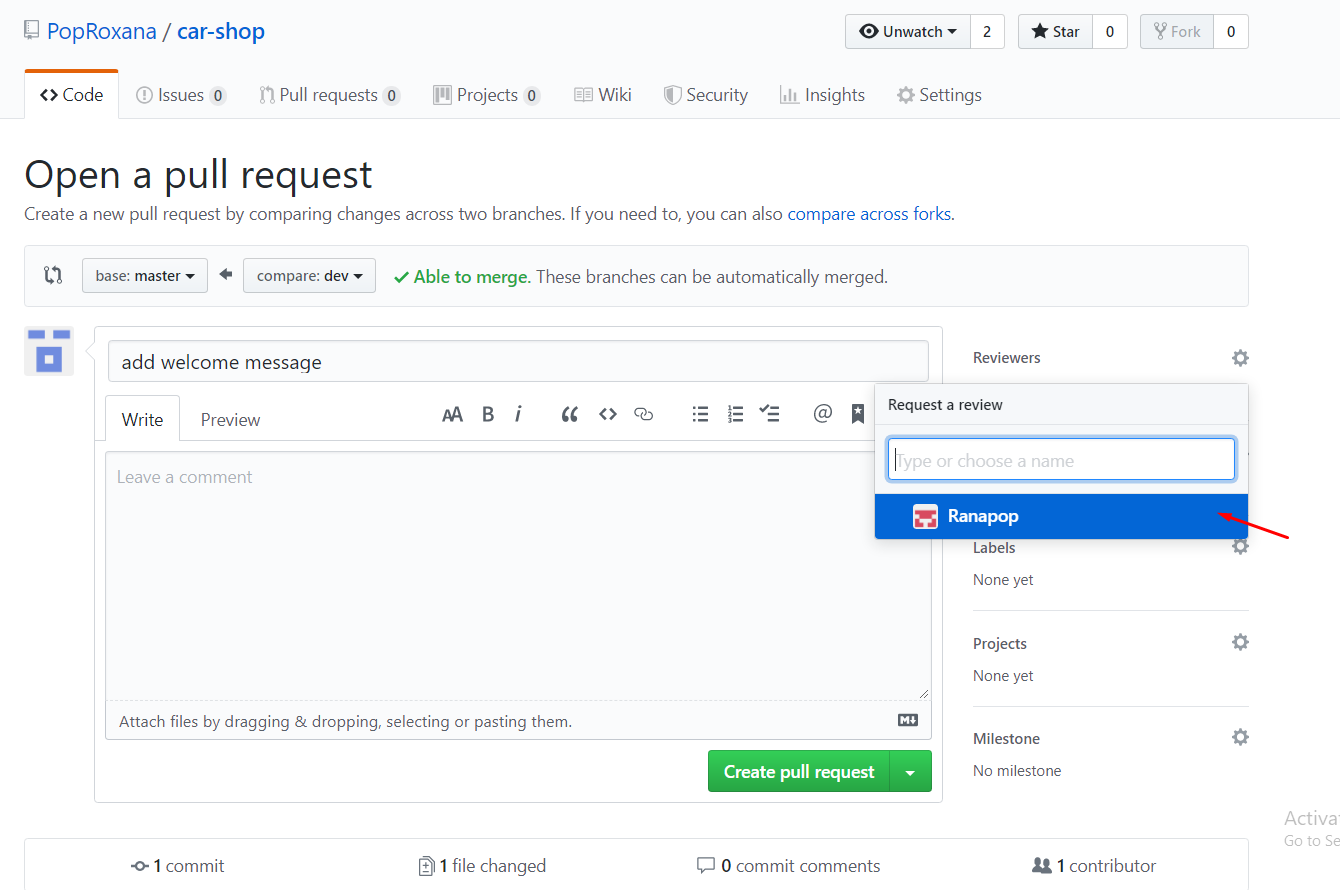 PopRoxana / car-shop
Unwatch 2 Star 0 Fork 0
Code Issues 0 Pull requests 0 Projects 0 Wiki Security Insights Settings
Open a pull request
Create a new pull request by comparing changes across two branches. If you need to, you can also compare across forks.
base: master compare: dev Able to merge. These branches can be automatically merged.
add welcome message
Reviewers
Request a review
Write Preview AA B i @
Type or choose a name
Leave a comment
Ranapop
Labels
None yet
Projects
None yet
Attach files by dragging & dropping, selecting or pasting them.
Milestone
No milestone
Create pull request
Activa
Go to Se
1 commit 1 file changed 0 commit comments 1 contributor